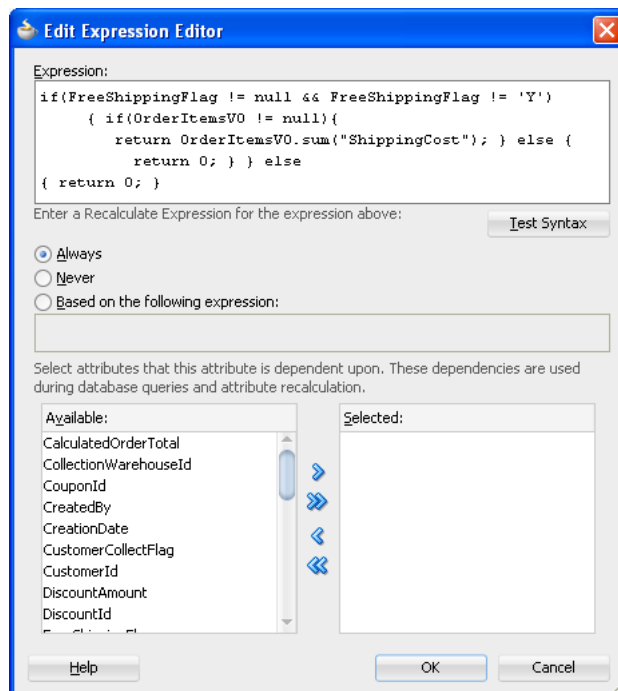 Edit Expression Editor
Expression:
if(FreeShippingFlag != null && FreeShippingFlag != 'Y')
{ if(OrderItemsVO != null){
return OrderItemsVO.sum("ShippingCost"); } else {
return 0; } } else
{ return 0; }
Enter a Recalculate Expression for the expression above:
Test Syntax
Always
Never
Based on the following expression:
Select attributes that this attribute is dependent upon. These dependencies are used
during database queries and attribute recalculation.
Available:
Selected:
CalculatedOrderTotal
CollectionWarehouseId
CouponId
CreatedBy
CreationDate
CustomerCollectFlag
CustomerId
DiscountAmount
DiscountId
Help
OK
Cancel